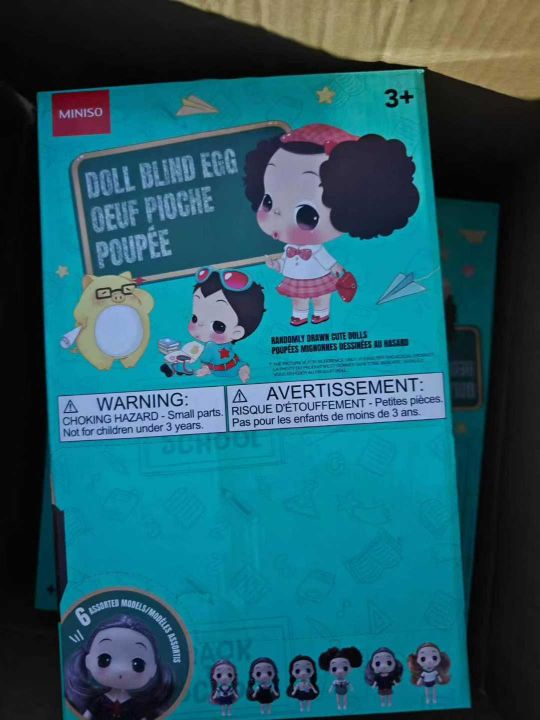 MINISO
3+
DOLL BLIND EGG
OEUF PIOCHE
POUPÉE
RANDOMLY DRAWN CUTE DOLLS
POUPÉES MIGNONNES DESSINÉES AU HASARD
WARNING:
CHOKING HAZARD - Small parts.
Not for children under 3 years.
AVERTISSEMENT:
RISQUE D'ÉTOUFFEMENT - Petites pièces.
Pas pour les enfants de moins de 3 ans.
SCHOOL
6 ASSORTED MODELS/MODÈLES ASSORTIS
BACK
SCHOOL